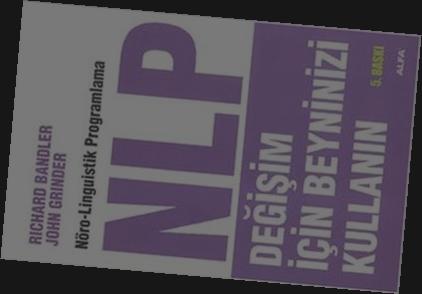 RICHARD BANDLER
JOHN GRINDER
Nöro-Linguistik Programlama
NLP
DEĞİŞİM
İÇİN BEYNİNİZİ
KULLANIN
5. BASKI
ALFA